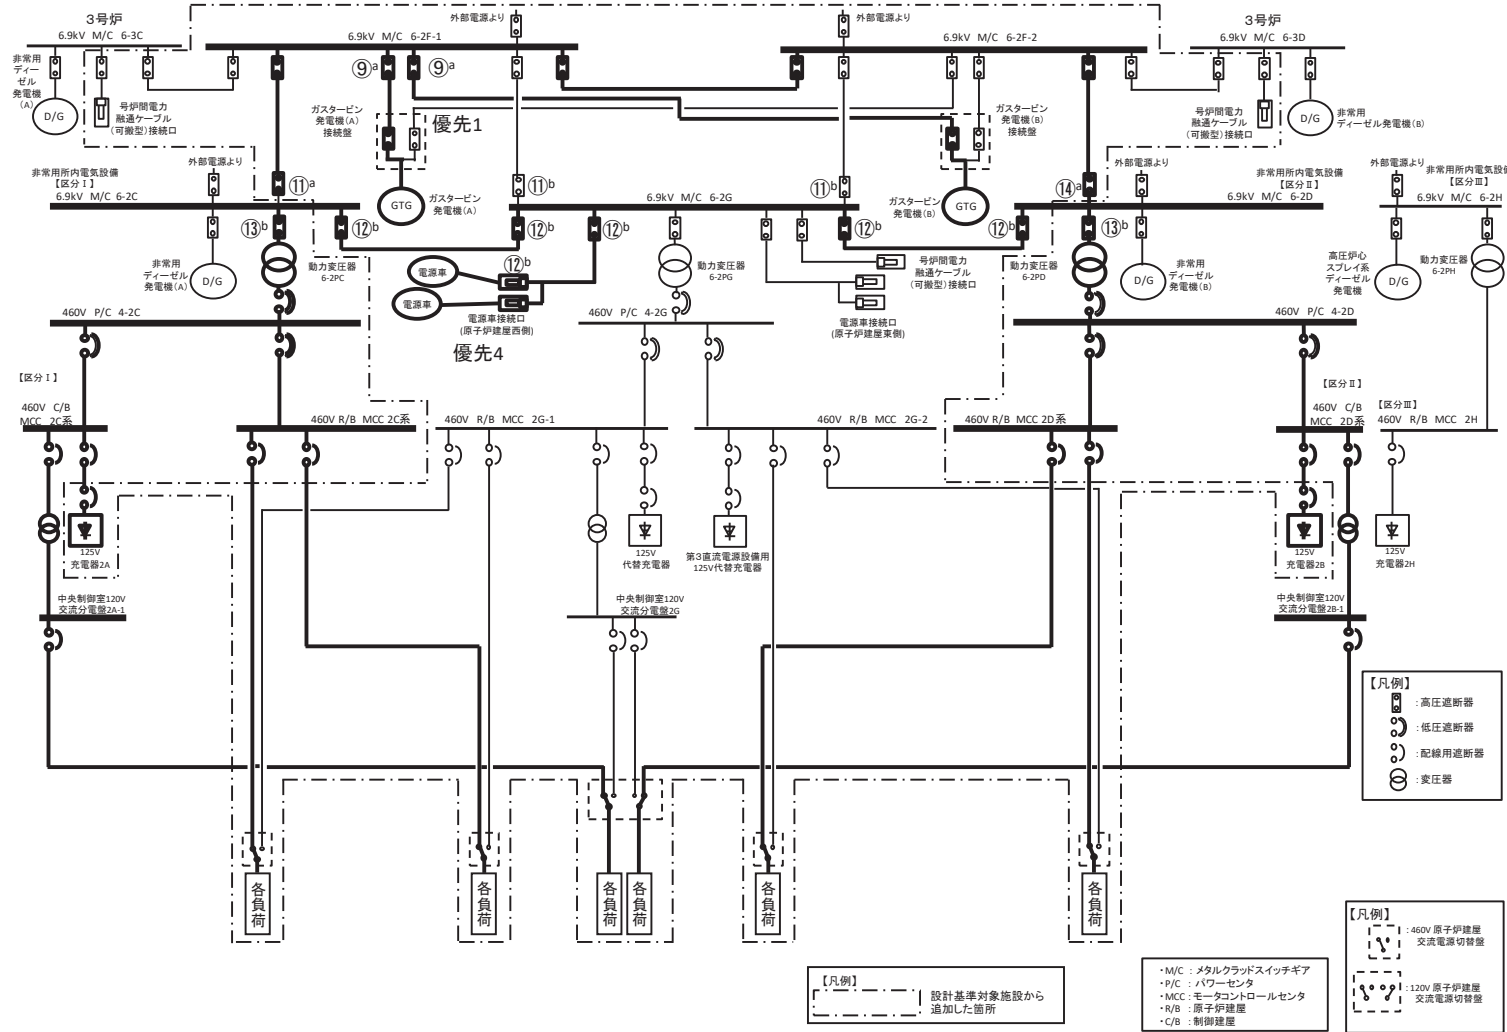 3号炉
6.9kV M/C 6-3C
外部電源より
6.9kV M/C 6-2F-1
外部電源より
6.9kV M/C 6-2F-2
3号炉
6.9kV M/C 6-3D
非常用
ディー
ゼル
発電機
(A)
D/G
号炉間電力
融通ケーブル
(可搬型)接続口
⑨a
⑨a
ガスタービン
発電機(A)
接続盤
優先1
ガスタービン
発電機(B)
接続盤
号炉間電力
融通ケーブル
(可搬型)接続口
D/G
非常用
ディーゼル発電機(B)
非常用所内電気設備
【区分Ⅰ】
6.9kV M/C 6-2C
外部電源より
⑪a
GTG
ガスタービン
発電機(A)
⑪b
6.9kV M/C 6-2G
⑪b
ガスタービン
発電機(B)
GTG
⑭a
外部電源より
非常用所内電気設備
【区分Ⅱ】
6.9kV M/C 6-2D
外部電源より
非常用所内電気設備
【区分Ⅲ】
6.9kV M/C 6-2H
⑬b
⑫b
⑫b
⑫b
⑫b
⑫b
⑬b
非常用
ディーゼル
発電機(A)
D/G
動力変圧器
6-2PC
電源車
電源車
⑫b
電源車接続口
(原子炉建屋西側)
優先4
動力変圧器
6-2PG
号炉間電力
融通ケーブル
(可搬型)接続口
電源車接続口
(原子炉建屋東側)
動力変圧器
6-2PD
D/G
非常用
ディーゼル
発電機(B)
高圧炉心
スプレイ系
ディーゼル
発電機
D/G
動力変圧器
6-2PH
460V P/C 4-2C
460V P/C 4-2G
460V P/C 4-2D
【区分Ⅰ】
460V C/B
MCC 2C系
460V R/B MCC 2C系
460V R/B MCC 2G-1
460V R/B MCC 2G-2
460V R/B MCC 2D系
【区分Ⅱ】
460V C/B
MCC 2D系
【区分Ⅲ】
460V R/B MCC 2H
125V
充電器2A
125V
代替充電器
第3直流電源設備用
125V代替充電器
125V
充電器2B
125V
充電器2H
中央制御室120V
交流分電盤2A-1
中央制御室120V
交流分電盤2G
中央制御室120V
交流分電盤2B-1
各負荷
各負荷
各負荷
各負荷
各負荷
各負荷
【凡例】
:高圧遮断器
:低圧遮断器
:配線用遮断器
:変圧器
【凡例】
:460V 原子炉建屋
交流電源切替盤
:120V 原子炉建屋
交流電源切替盤
【凡例】
設計基準対象施設から
追加した箇所
・M/C :メタルクラッドスイッチギア
・P/C :パワーセンタ
・MCC:モータコントロールセンタ
・R/B :原子炉建屋
・C/B :制御建屋